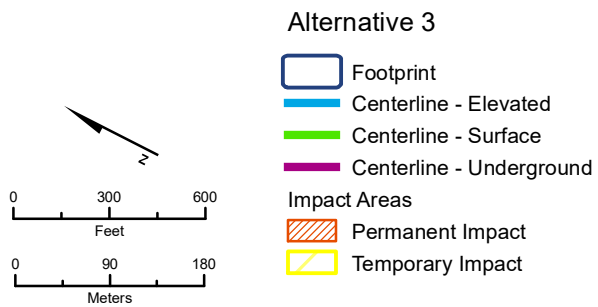 Alternative 3
Footprint
Centerline - Elevated
Centerline - Surface
Centerline - Underground
Impact Areas
Permanent Impact
Temporary Impact
N
0 300 600
Feet
0 90 180
Meters